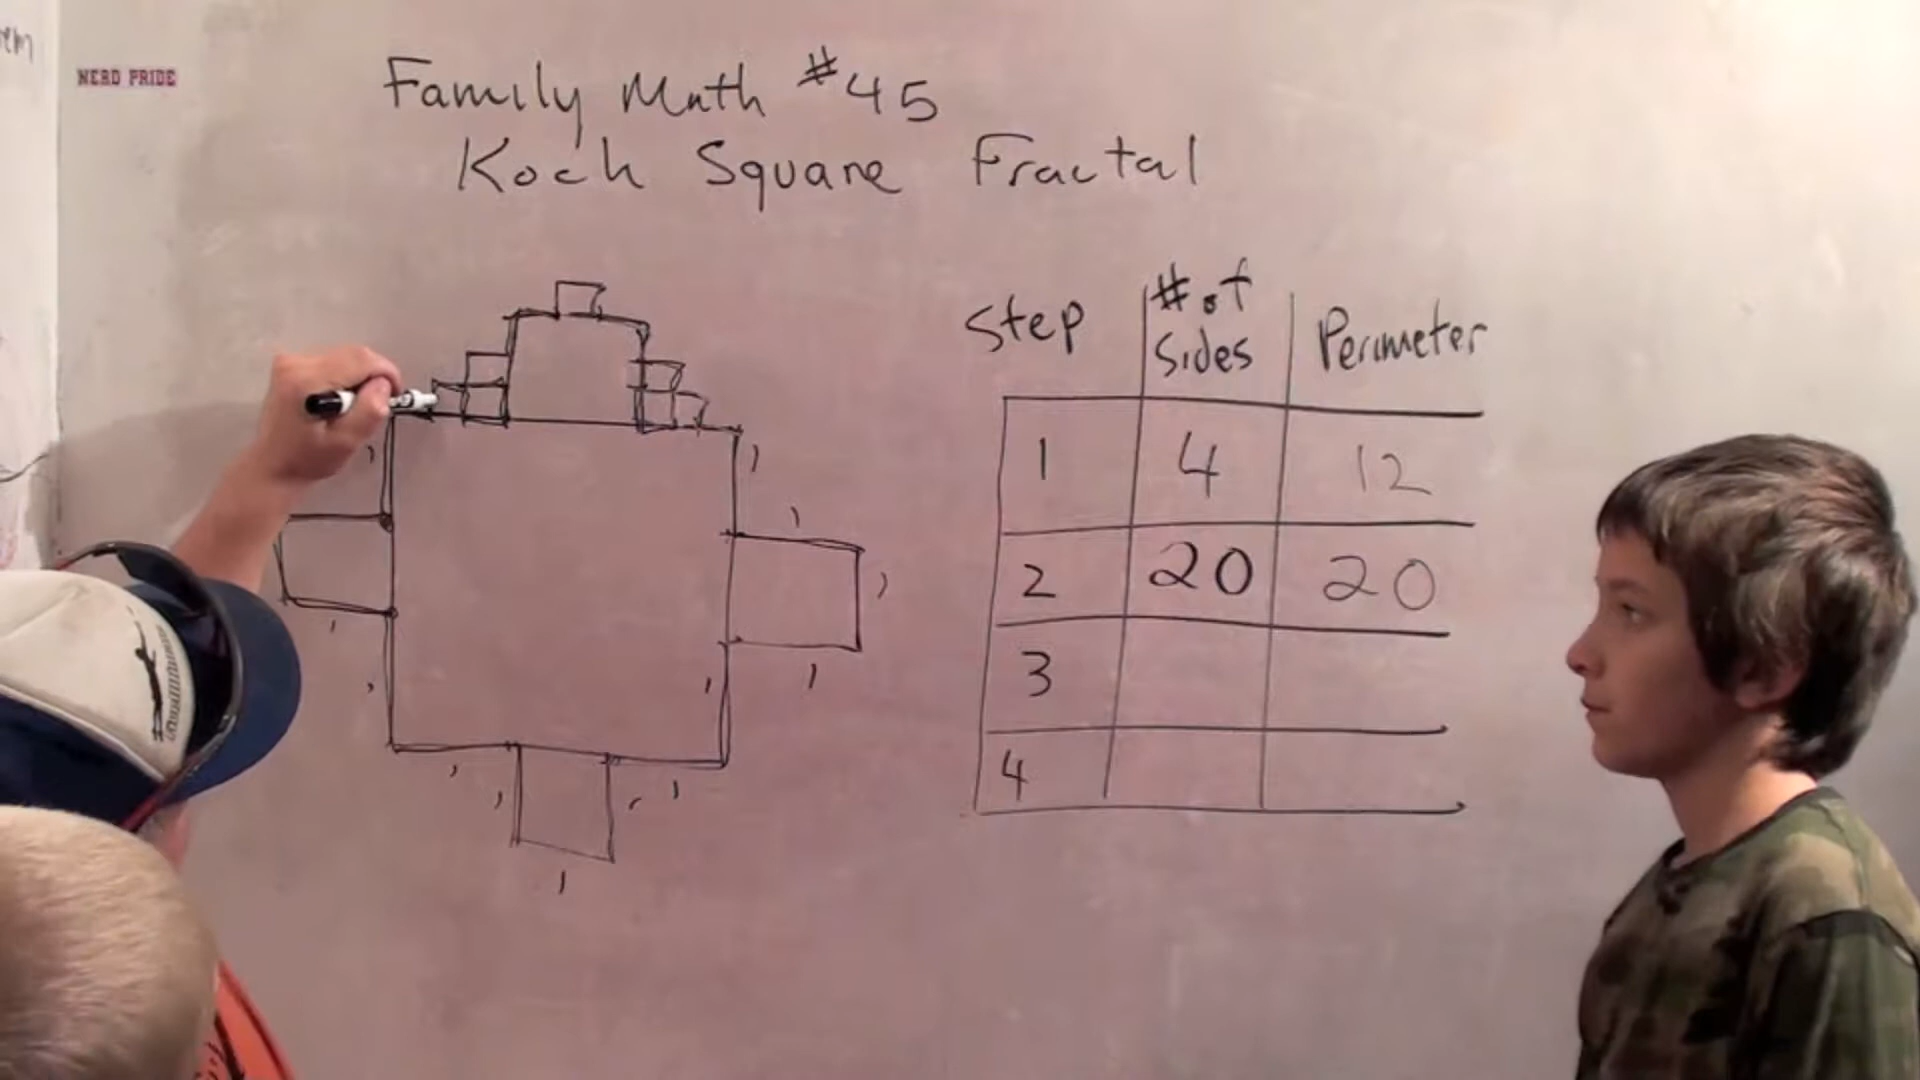 NERD PRIDE
Family Math #45
Koch Square Fractal
Step # of Sides Perimeter
1 4 12
2 20 20
3
4